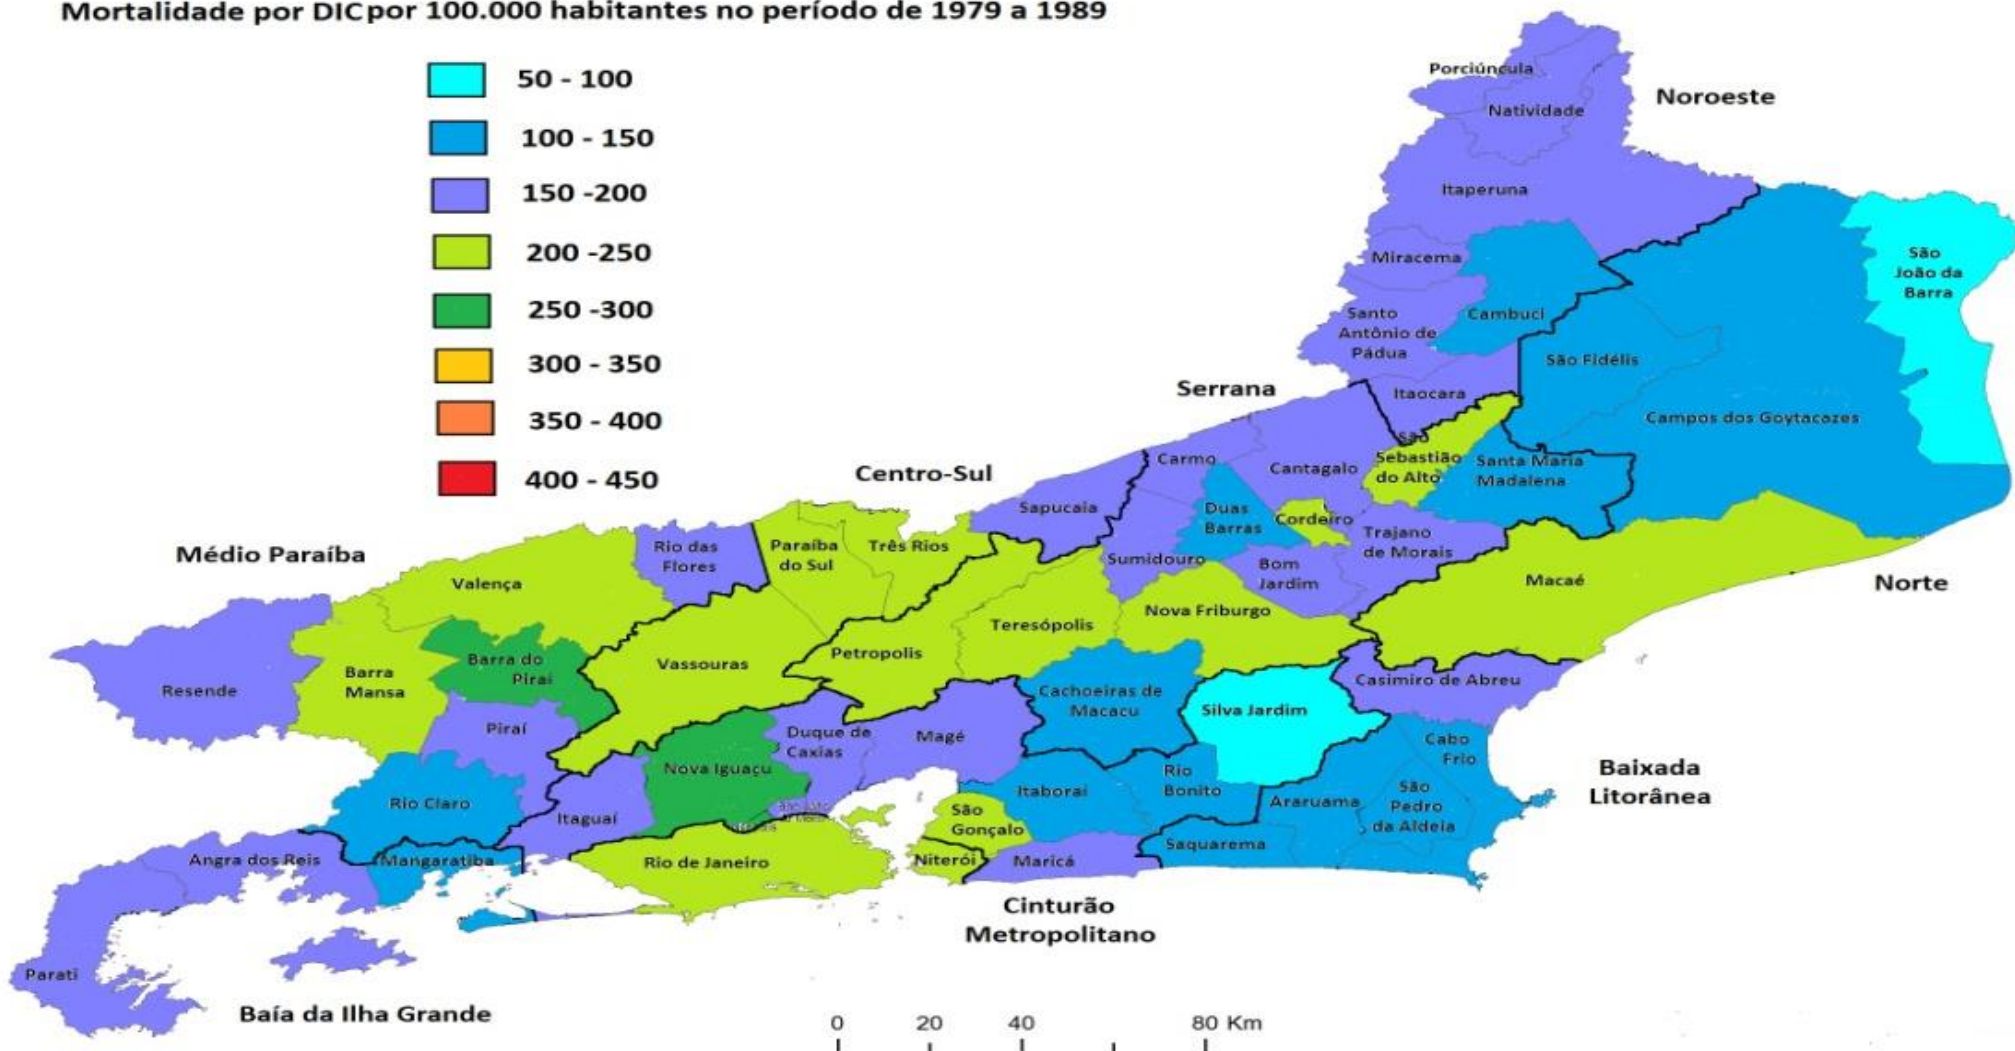 Mortalidade por DIC por 100.000 habitantes no período de 1979 a 1989
50 - 100
100 - 150
150 -200
200 -250
250 -300
300 - 350
350 - 400
400 - 450
Porciúncula
Noroeste
Natividade
Itaperuna
Miracema
São
João da
Barra
Santo
Antônio de
Pádua
Cambuci
São Fidélis
Serrana
Itaocara
Campos dos Goytacazes
São
Sebastião
do Alto
Santa Maria
Madalena
Carmo
Cantagalo
Centro-Sul
Sapucaia
Duas
Barras
Cordeiro
Trajano
de Morais
Médio Paraíba
Rio das
Flores
Paraíba
do Sul
Três Rios
Sumidouro
Bom
Jardim
Valença
Macaé
Norte
Nova Friburgo
Teresópolis
Petropolis
Vassouras
Barra do
Piraí
Barra
Mansa
Resende
Casimiro de Abreu
Cachoeiras de
Macacu
Silva Jardim
Piraí
Duque de
Caxias
Magé
Cabo
Frio
Nova Iguaçu
Baixada
Litorânea
Rio
Bonito
Itaboraí
Rio Claro
Araruama
São
Pedro
da Aldeia
Itaguaí
São
Gonçalo
Saquarema
Angra dos Reis
Mangaratiba
Rio de Janeiro
Niterói
Maricá
Cinturão
Metropolitano
Parati
Baía da Ilha Grande
0 20 40 80 Km